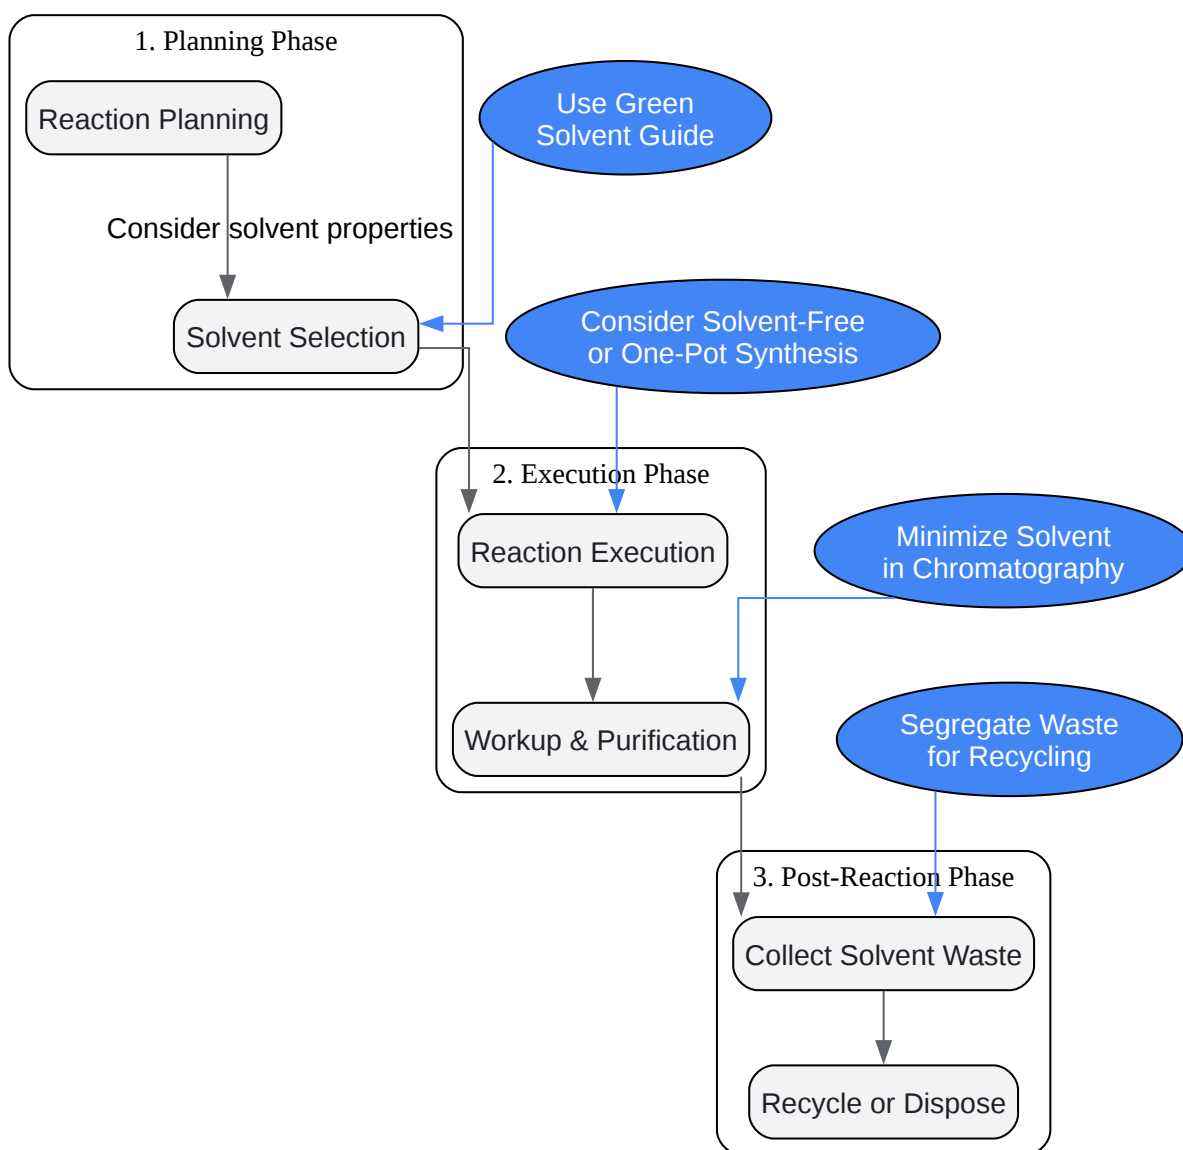 1. Planning Phase
Reaction Planning
Use Green
Solvent Guide
Consider solvent properties
Solvent Selection
Consider Solvent-Free
or One-Pot Synthesis
2. Execution Phase
Reaction Execution
Minimize Solvent
in Chromatography
Workup & Purification
Segregate Waste
for Recycling
3. Post-Reaction Phase
Collect Solvent Waste
Recycle or Dispose